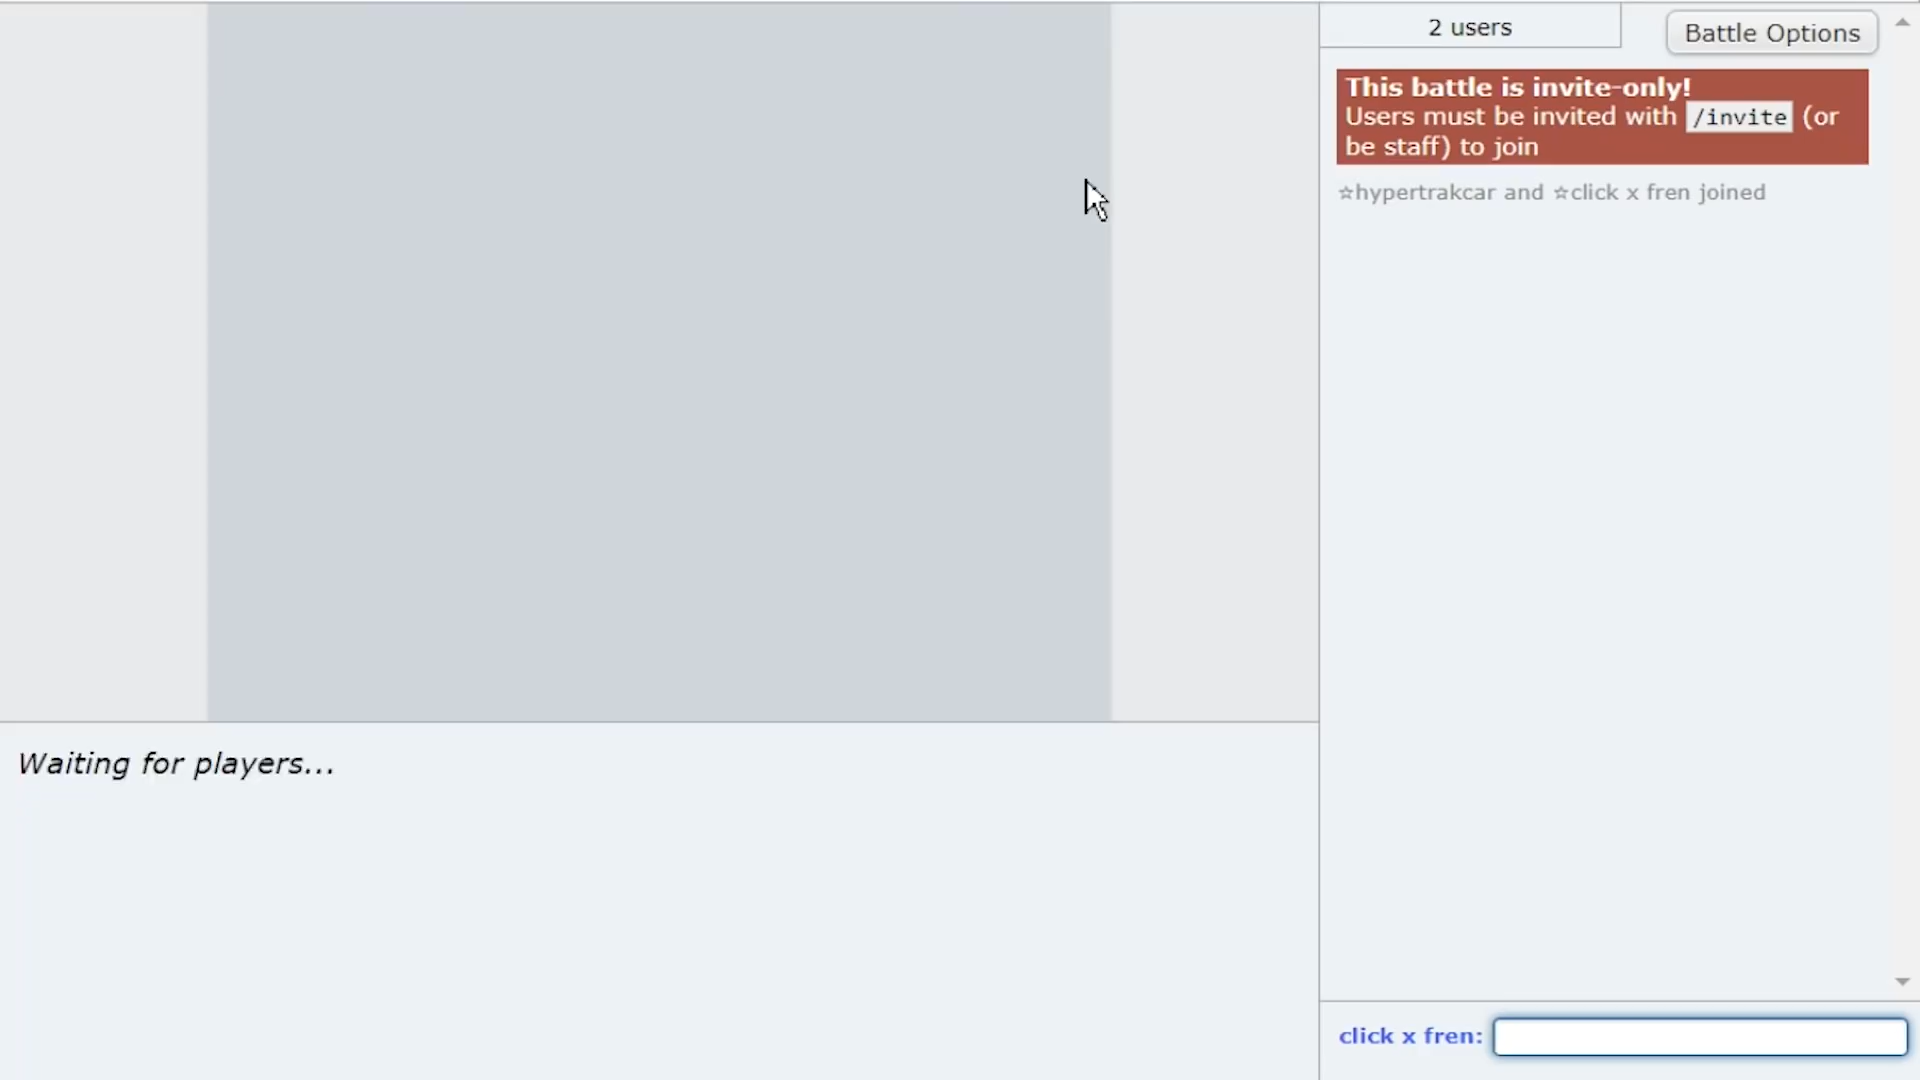 2 users
Battle Options
This battle is invite-only!
Users must be invited with /invite (or
be staff) to join
☆hypertrakcar and ☆click x fren joined
Waiting for players...
click x fren: